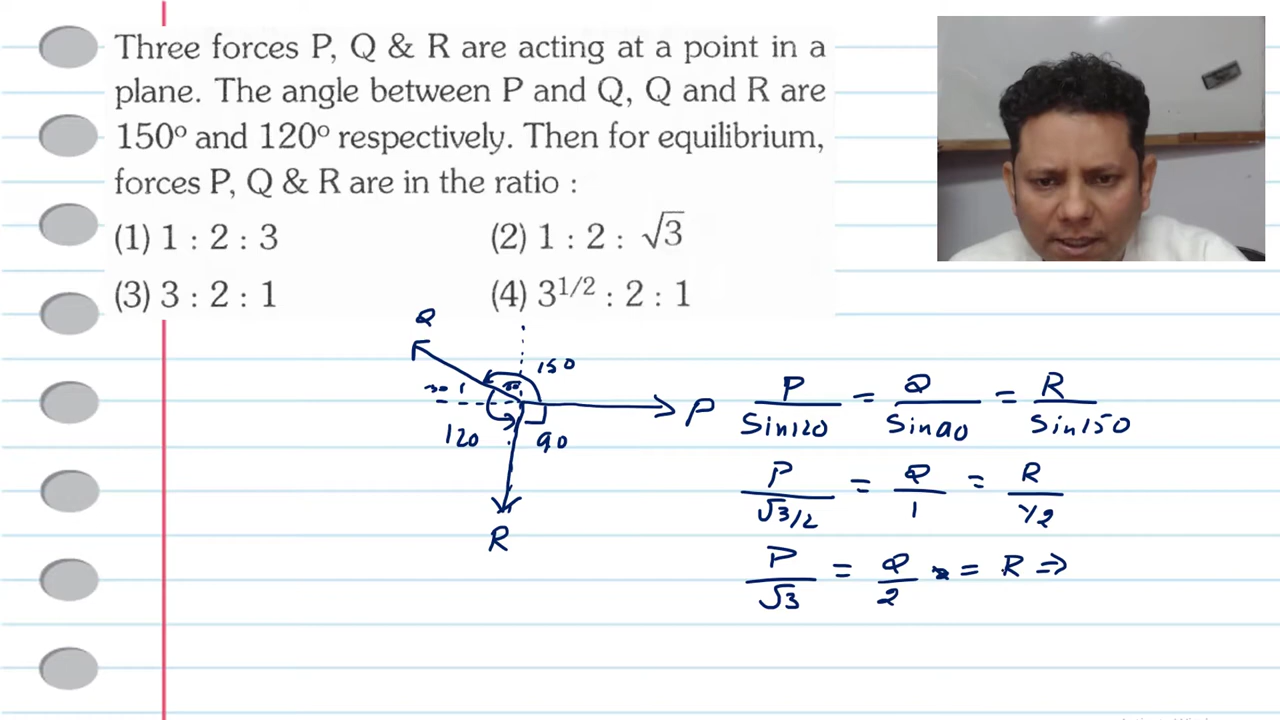 Three forces P, Q & R are acting at a point in a
plane. The angle between P and Q, Q and R are
150° and 120° respectively. Then for equilibrium,
forces P, Q & R are in the ratio :
(1) 1 : 2 : 3 (2) 1 : 2 : √3
(3) 3 : 2 : 1 (4) 3^1/2 : 2 : 1
Q
150
30
P
120 90
R
P/Sin120 = Q/Sin90 = R/Sin150
P/√3/2 = Q/1 = R/1/2
P/√3 = Q/2 = R ⇒